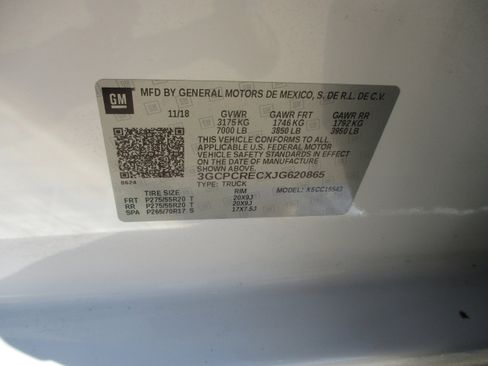 GM MFD BY GENERAL MOTORS DE MEXICO, S. DE R.L. DE C.V.
11/18 GVWR GAWR FRT GAWR RR
3175 KG 1746 KG 1792 KG
7000 LB 3850 LB 3950 LB
THIS VEHICLE CONFORMS TO ALL
APPLICABLE U.S. FEDERAL MOTOR
VEHICLE SAFETY STANDARDS IN EFFECT
ON THE DATE OF MANUFACTURE
SHOWN ABOVE.
3GCPCRECXJG620865
8624 TYPE: TRUCK MODEL:
TIRE SIZE RIM
FRT P275/55R20 T 20X9J
RR P275/55R20 T 20X9J
SPA P265/70R17 S 17X7.5J